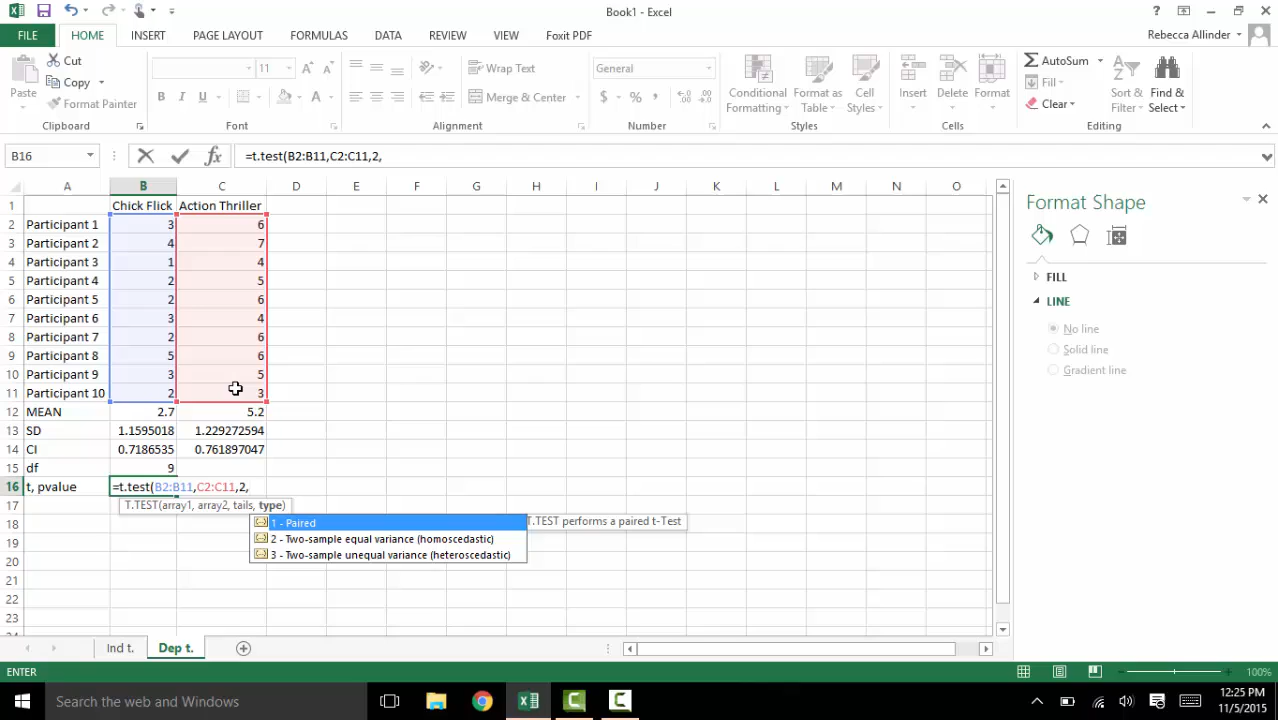 Book1 - Excel
FILE HOME INSERT PAGE LAYOUT FORMULAS DATA REVIEW VIEW Foxit PDF Rebecca Allinder
Paste
Cut
Copy
Format Painter
Clipboard
11 A A
B I U A
Font
Wrap Text
Merge & Center
Alignment
General
$ % ,
Number
Conditional Formatting
Format as Table
Cell Styles
Styles
Insert Delete Format
Cells
AutoSum
Fill
Clear
Sort & Filter
Find & Select
Editing
B16 fx =t.test(B2:B11,C2:C11,2,
A B C D E F G H I J K L M N O
1 Chick Flick Action Thriller
2 Participant 1 3 6
3 Participant 2 4 7
4 Participant 3 1 4
5 Participant 4 2 5
6 Participant 5 2 6
7 Participant 6 3 4
8 Participant 7 2 6
9 Participant 8 5 6
10 Participant 9 3 5
11 Participant 10 2 3
12 MEAN 2.7 5.2
13 SD 1.1595018 1.229272594
14 CI 0.7186535 0.761897047
15 df 9
16 t, pvalue =t.test(B2:B11,C2:C11,2,
17 T.TEST(array1, array2, tails, type)
18 1 - Paired T.TEST performs a paired t-Test
19 2 - Two-sample equal variance (homoscedastic)
20 3 - Two-sample unequal variance (heteroscedastic)
21
22
23
Format Shape
FILL
LINE
No line
Solid line
Gradient line
Ind t. Dep t.
ENTER 100%
Search the web and Windows
12:25 PM
11/5/2015